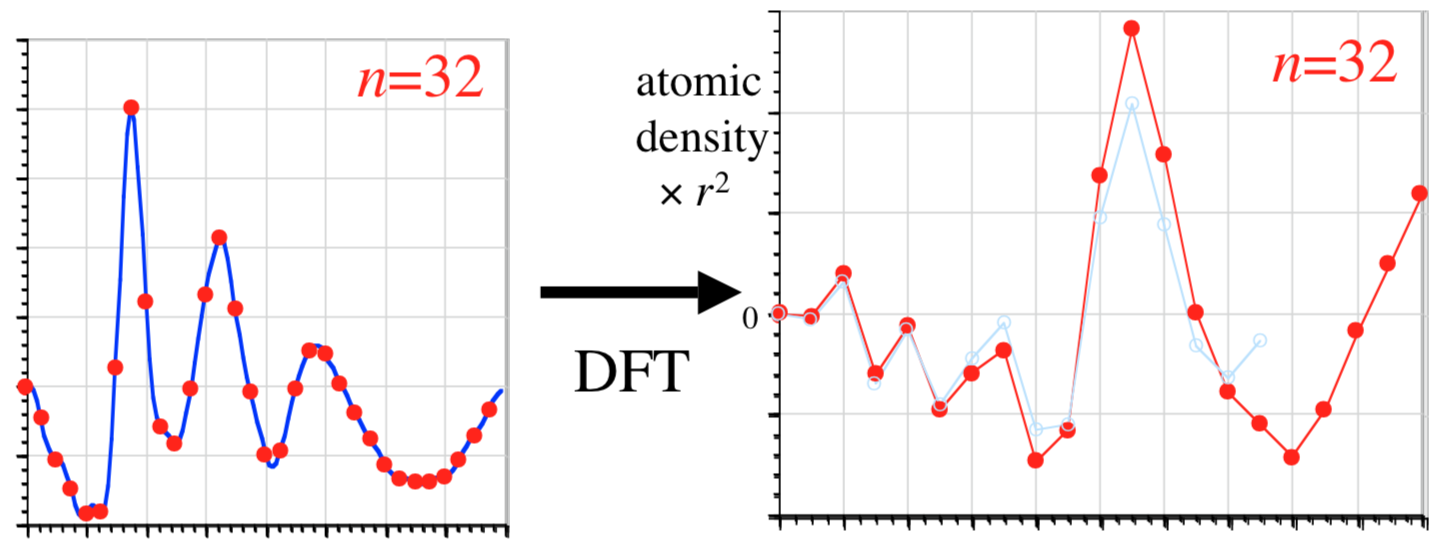 n=32
atomic
density
× r²
DFT
0
n=32